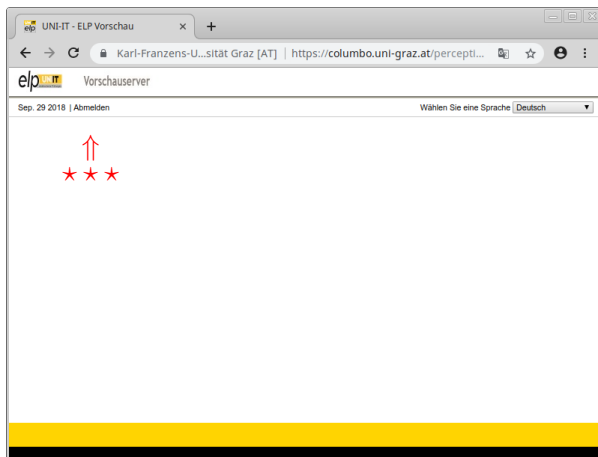 UNI-IT - ELP Vorschau
Karl-Franzens-U...sität Graz [AT] | https://columbo.uni-graz.at/percepti...
elp UNI IT Vorschauserver
Sep. 29 2018 | Abmelden Wählen Sie eine Sprache Deutsch